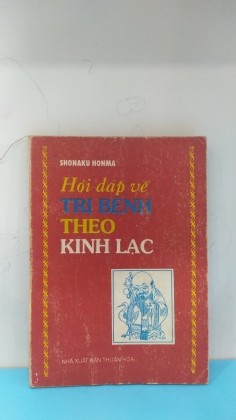 SHONAKU HONMA
Hỏi đáp về
TRỊ BỆNH
THEO
KINH LẠC
NHÀ XUẤT BẢN THUẬN HÓA